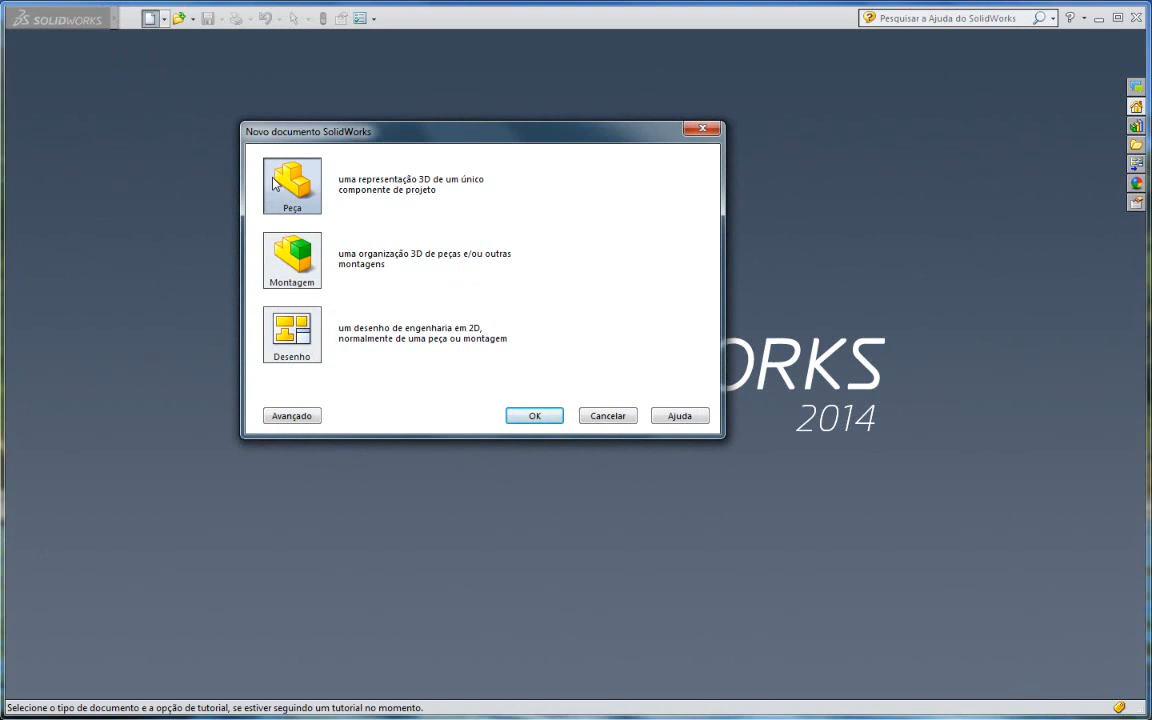 SOLIDWORKS
Pesquisar a Ajuda do SolidWorks
Novo documento SolidWorks
Peça
uma representação 3D de um único
componente de projeto
Montagem
uma organização 3D de peças e/ou outras
montagens
Desenho
um desenho de engenharia em 2D,
normalmente de uma peça ou montagem
ORKS
2014
Avançado
OK
Cancelar
Ajuda
Selecione o tipo de documento e a opção de tutorial, se estiver seguindo um tutorial no momento.